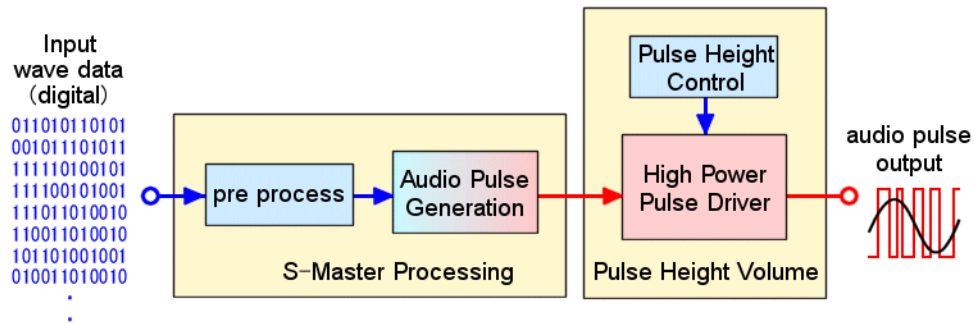 Input
wave data
(digital)
011010110101
001011101011
111110100101
111100101001
111011010010
110011010010
101101001001
010011010010
.
.
pre process
Audio Pulse
Generation
S-Master Processing
Pulse Height
Control
High Power
Pulse Driver
Pulse Height Volume
audio pulse
output